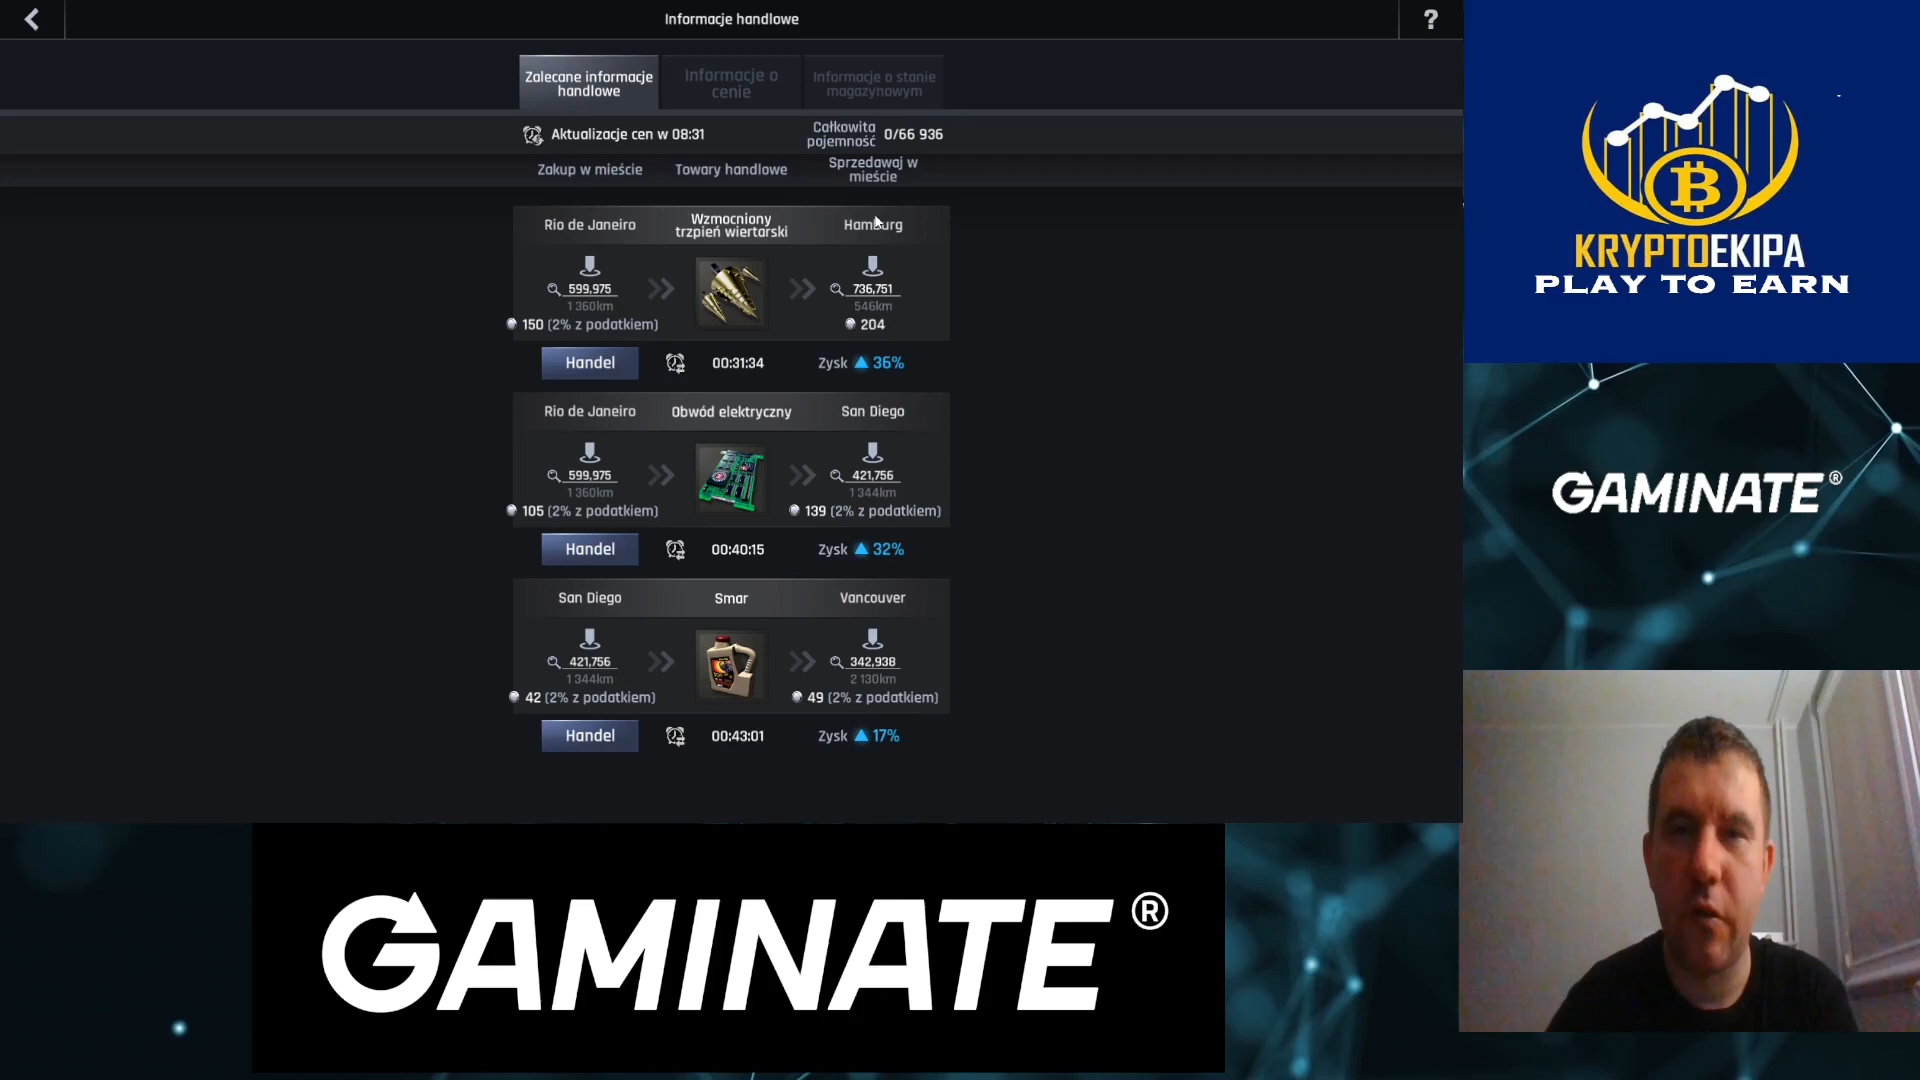 Informacje handlowe
?
Zalecane informacje
handlowe
Informacje o
cenie
Informacje o stanie
magazynowym
Aktualizacje cen w 08:31
Całkowita
pojemność
0/66 936
Zakup w mieście
Towary handlowe
Sprzedawaj w
mieście
Rio de Janeiro
Wzmocniony
trzpień wiertarski
Hamburg
599,975
1 360km
150 (2% z podatkiem)
736,751
546km
204
Handel
00:31:34
Zysk 36%
Rio de Janeiro
Obwód elektryczny
San Diego
599,975
1 360km
105 (2% z podatkiem)
421,756
1 344km
139 (2% z podatkiem)
Handel
00:40:15
Zysk 32%
San Diego
Smar
Vancouver
421,756
1 344km
42 (2% z podatkiem)
342,938
2 130km
49 (2% z podatkiem)
Handel
00:43:01
Zysk 17%
KRYPTOEKIPA
PLAY TO EARN
GAMINATE®
GAMINATE®